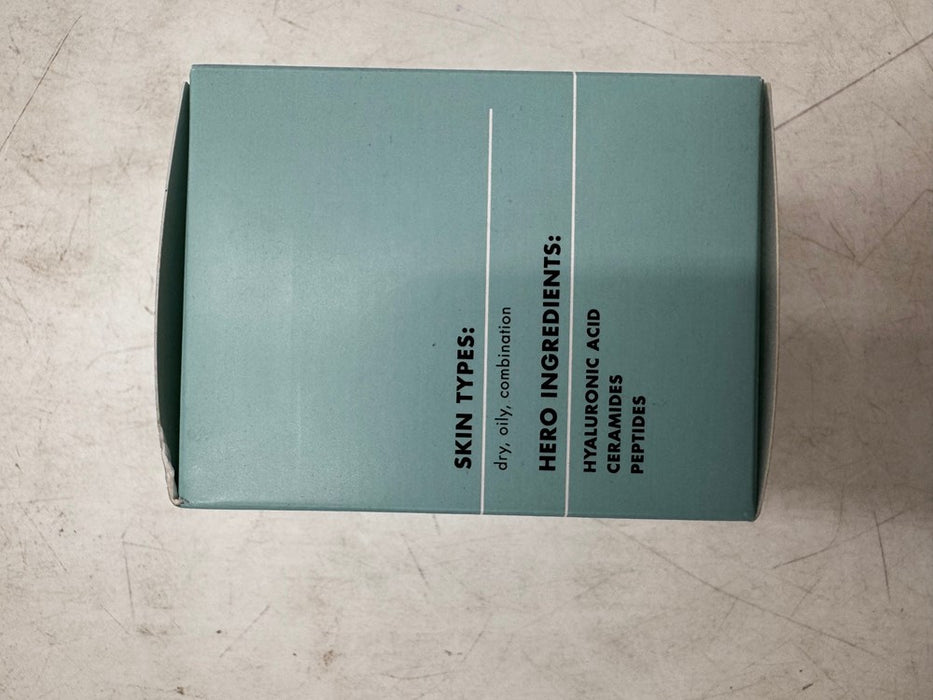 SKIN TYPES:
dry, oily, combination
HERO INGREDIENTS:
HYALURONIC ACID
CERAMIDES
PEPTIDES